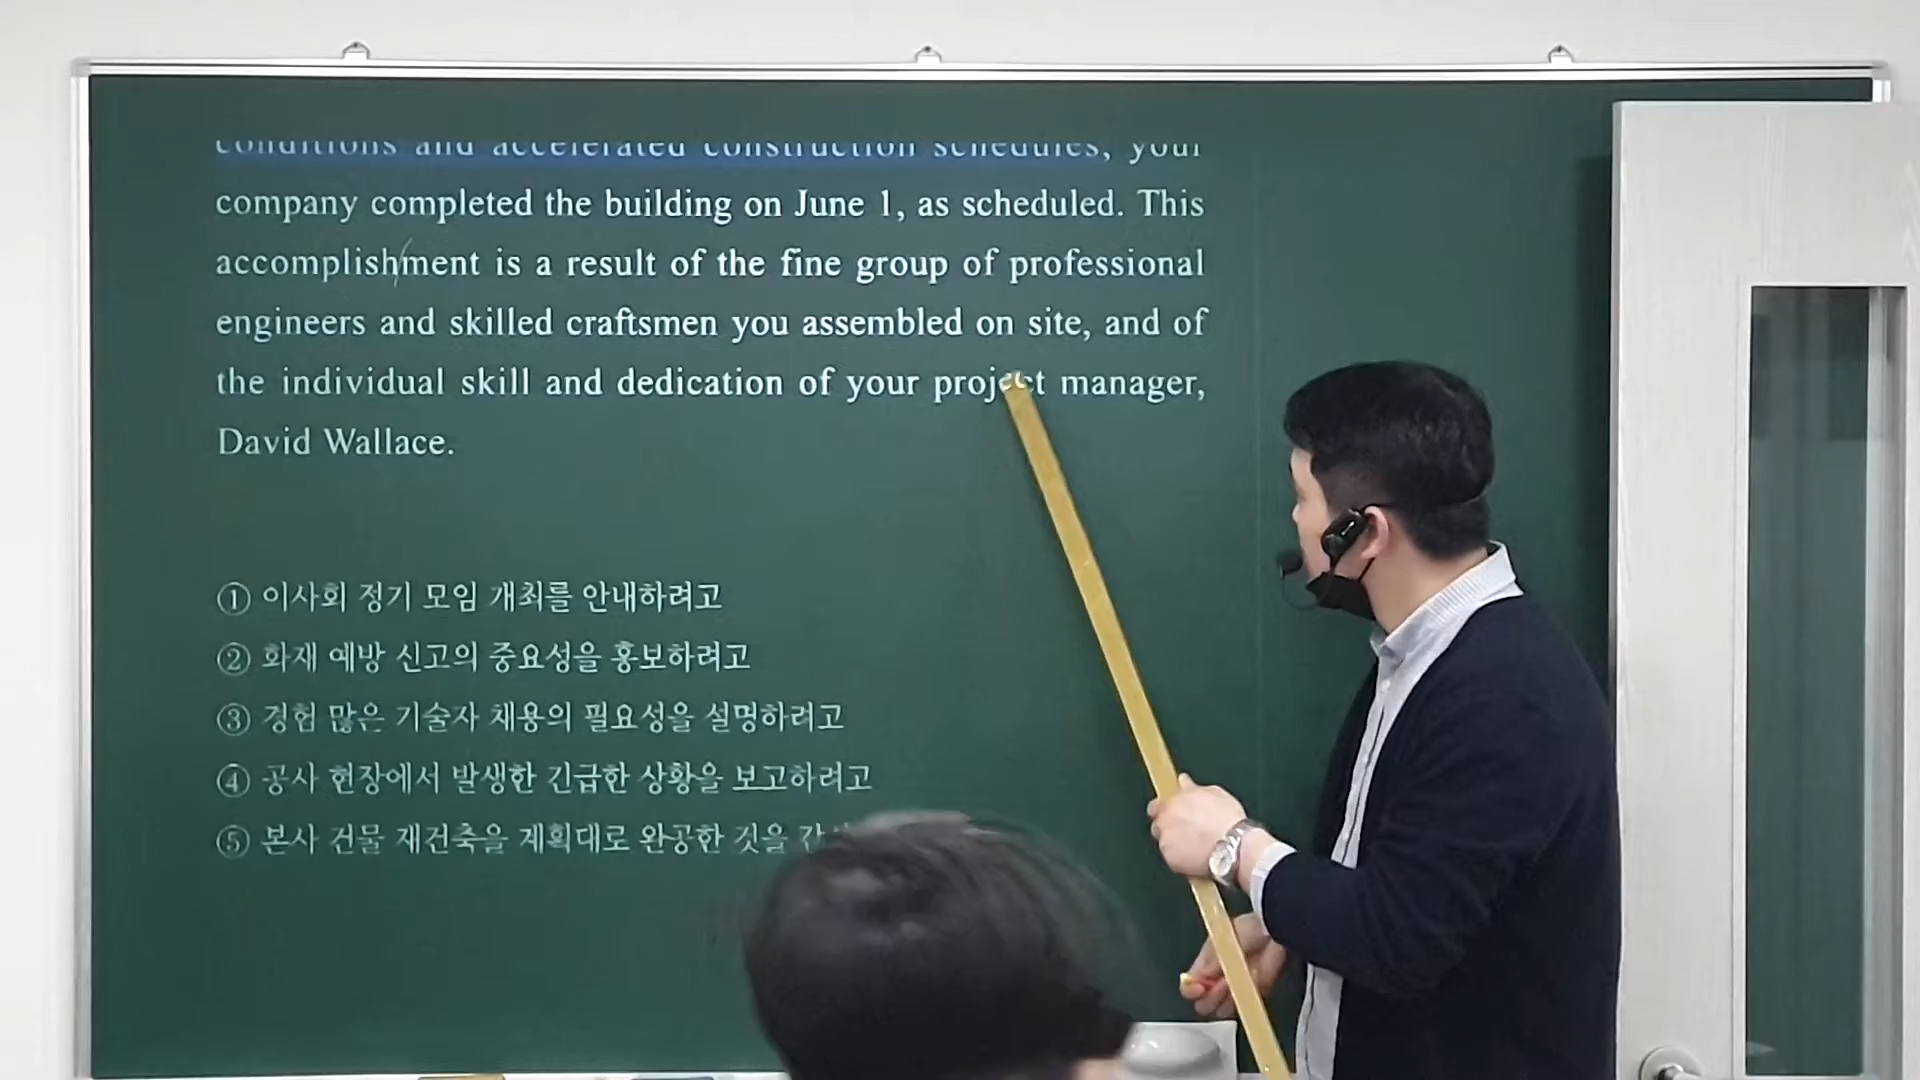 conditions and accelerated construction schedules, your
company completed the building on June 1, as scheduled. This
accomplishment is a result of the fine group of professional
engineers and skilled craftsmen you assembled on site, and of
the individual skill and dedication of your project manager,
David Wallace.
① 이사회 정기 모임 개최를 안내하려고
② 화재 예방 신고의 중요성을 홍보하려고
③ 경험 많은 기술자 채용의 필요성을 설명하려고
④ 공사 현장에서 발생한 긴급한 상황을 보고하려고
⑤ 본사 건물 재건축을 계획대로 완공한 것을